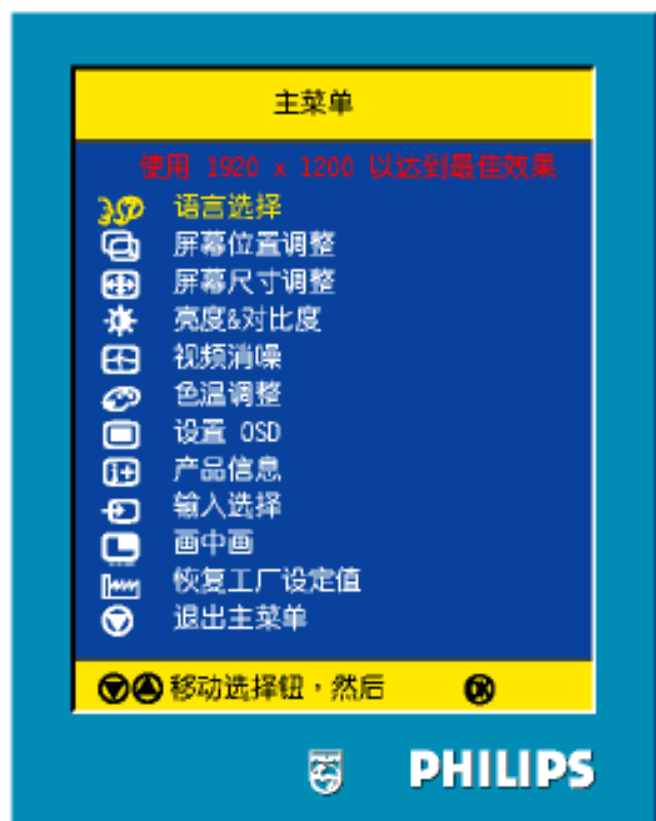 主菜单
使用 1920 x 1200 以达到最佳效果
语言选择
屏幕位置调整
屏幕尺寸调整
亮度&对比度
视频消噪
色温调整
设置 OSD
产品信息
输入选择
画中画
恢复工厂设定值
退出主菜单
移动选择钮，然后 OK
PHILIPS